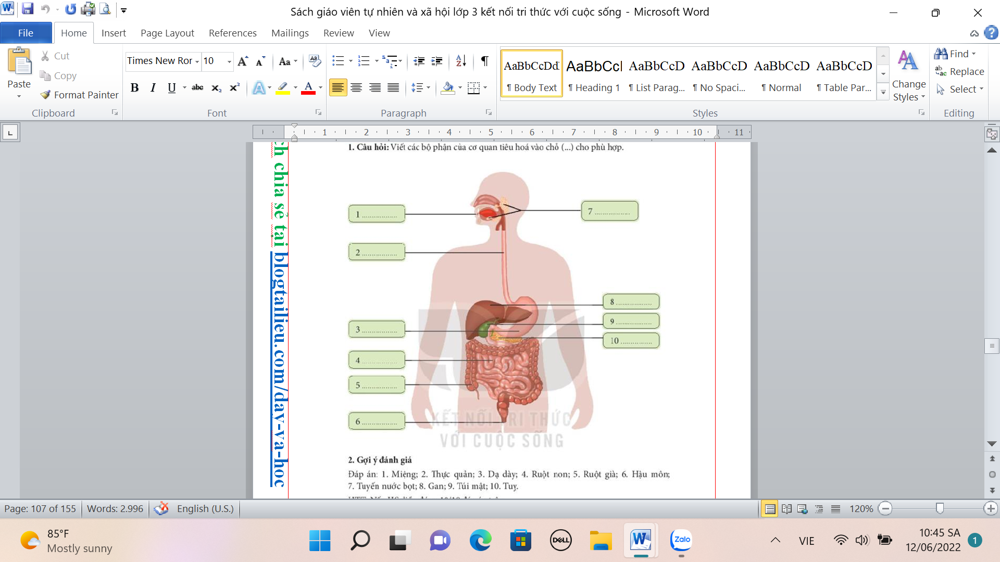 Sách giáo viên tự nhiên và xã hội lớp 3 kết nối tri thức với cuộc sống - Microsoft Word
File Home Insert Page Layout References Mailings Review View
Paste
Cut
Copy
Format Painter
Clipboard
Times New Ror 10
Font
Paragraph
AaBbCcDd AaBbCcI AaBbCcD AaBbCcD AaBbCcD AaBbCcD
¶ Body Text ¶ Heading 1 ¶ List Parag... ¶ No Spaci... ¶ Normal ¶ Table Par...
Change
Styles
Styles
Find
Replace
Select
Editing
1 2 3 4 5 6 7 8 9 10 11
chia sẻ tại blogtailieu.com/day-va-hoc
1. Câu hỏi: Viết các bộ phận của cơ quan tiêu hoá vào chỗ (...) cho phù hợp.
1 ..................
7 ..................
2 ..................
8 ..................
9 ..................
3 ..................
10 ................
4 ..................
5 ..................
6 ..................
KẾT NỐI TRI THỨC
VỚI CUỘC SỐNG
2. Gợi ý đánh giá
Đáp án: 1. Miệng; 2. Thực quản; 3. Dạ dày; 4. Ruột non; 5. Ruột già; 6. Hậu môn;
7. Tuyến nước bọt; 8. Gan; 9. Túi mật; 10. Tuỵ.
Page: 107 of 155 Words: 2.996 English (U.S.) 120%
85°F
Mostly sunny
DELL
Zalo
VIE
10:45 SA
12/06/2022
1